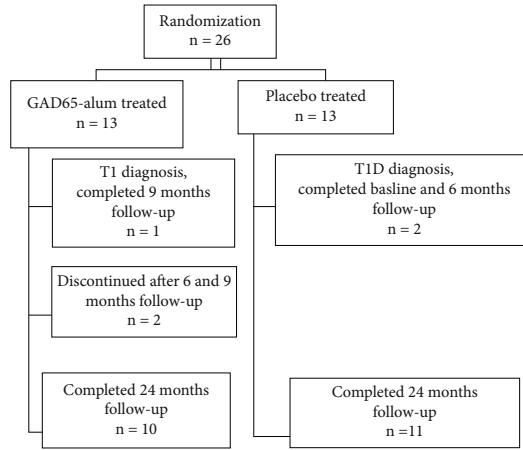 Randomization
n = 26
GAD65-alum treated
n = 13
Placebo treated
n = 13
T1 diagnosis,
completed 9 months
follow-up
n = 1
T1D diagnosis,
completed basline and 6 months
follow-up
n = 2
Discontinued after 6 and 9
months follow-up
n = 2
Completed 24 months
follow-up
n = 10
Completed 24 months
follow-up
n =11